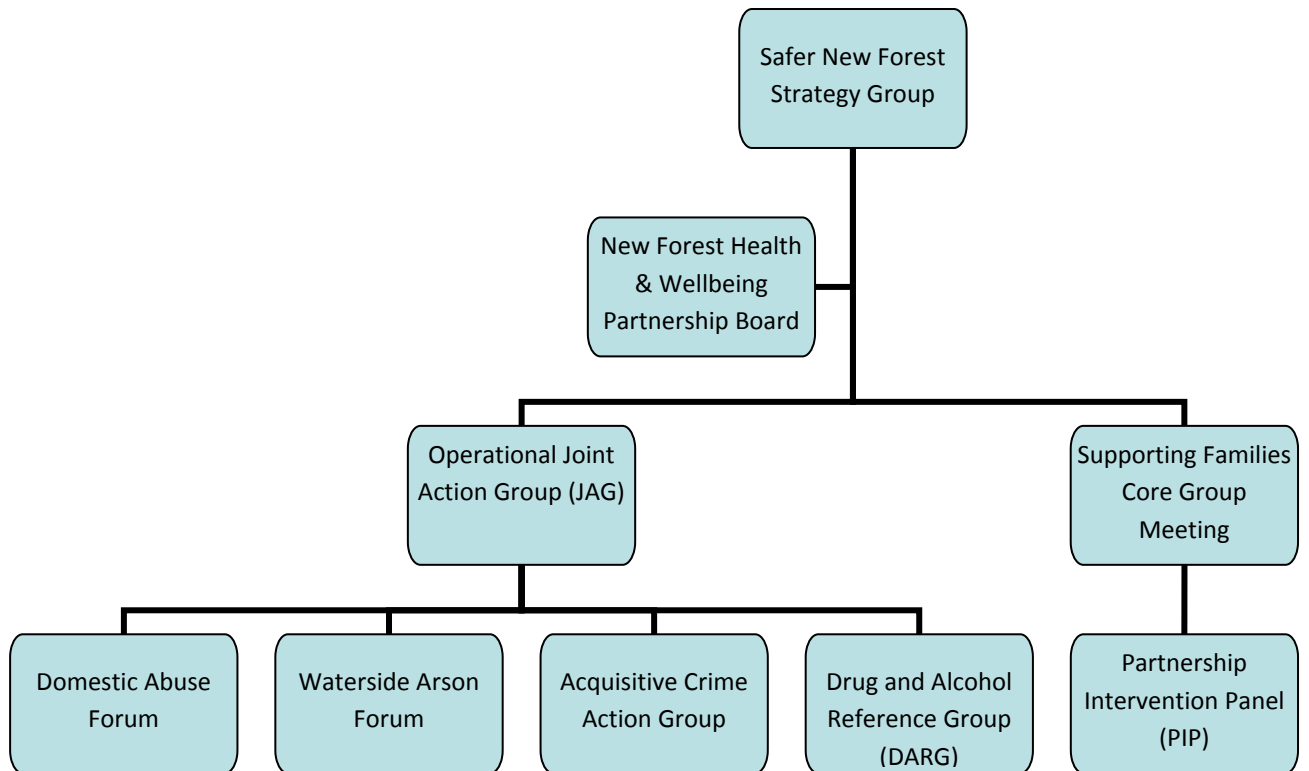 Safer New Forest
Strategy Group
New Forest Health
& Wellbeing
Partnership Board
Operational Joint
Action Group (JAG)
Supporting Families
Core Group
Meeting
Domestic Abuse
Forum
Waterside Arson
Forum
Acquisitive Crime
Action Group
Drug and Alcohol
Reference Group
(DARG)
Partnership
Intervention Panel
(PIP)